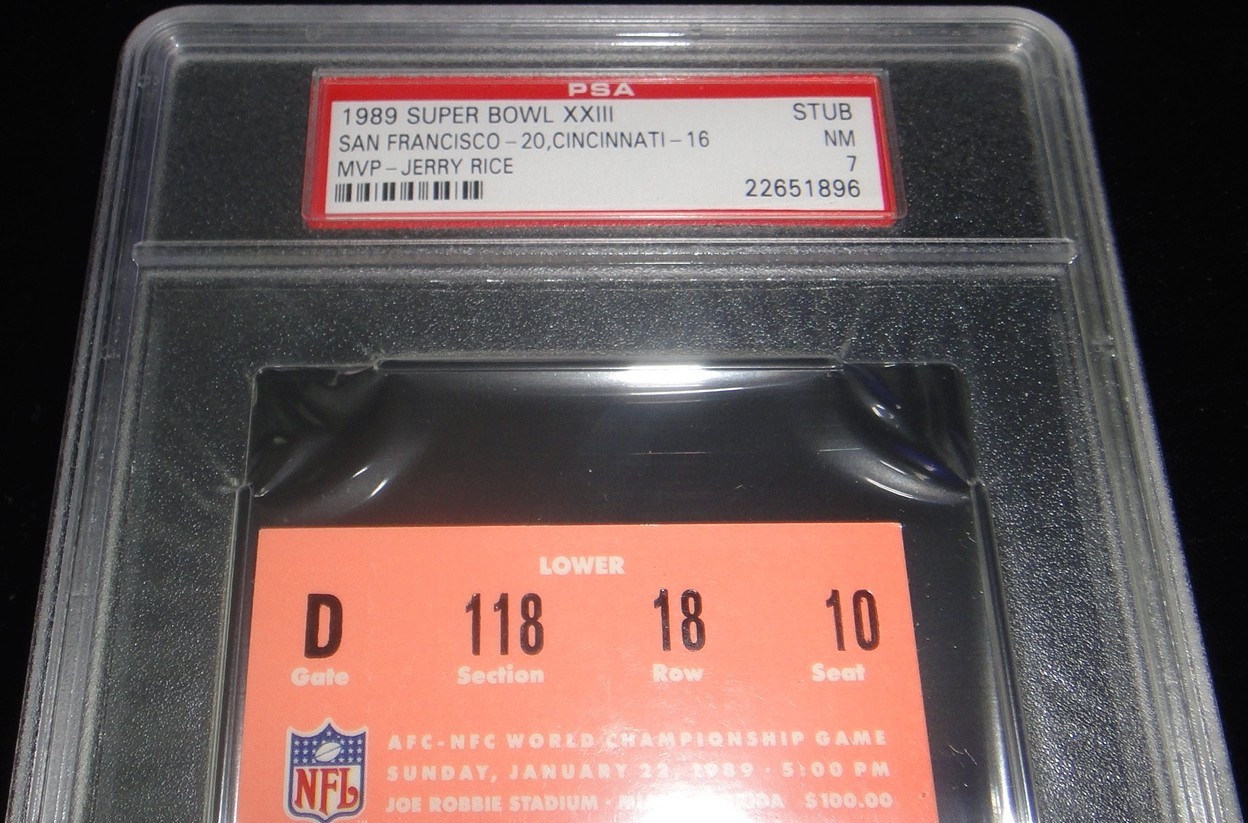 PSA
1989 SUPER BOWL XXIII STUB
SAN FRANCISCO-20, CINCINNATI-16 NM
MVP-JERRY RICE 7
22651896
LOWER
D 118 18 10
Gate Section Row Seat
NFL
AFC-NFC WORLD CHAMPIONSHIP GAME
SUNDAY, JANUARY 22, 1989 · 5:00 PM
JOE ROBBIE STADIUM · $100.00